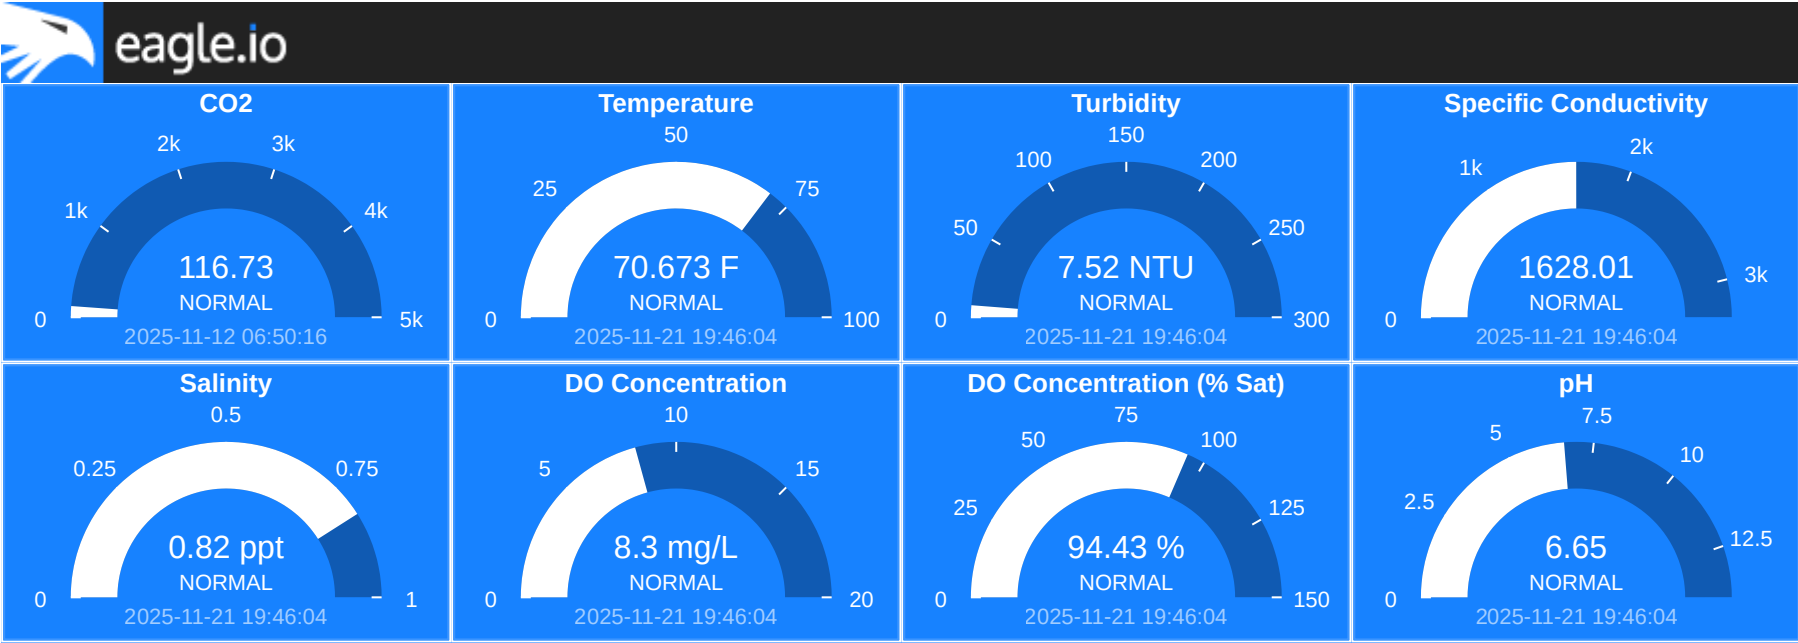 eagle.io
CO2
2k 3k
1k 4k
116.73
NORMAL
0 5k
2025-11-12 06:50:16
Temperature
50
25 75
70.673 F
NORMAL
0 100
2025-11-21 19:46:04
Turbidity
150
100 200
50 250
7.52 NTU
NORMAL
0 300
2025-11-21 19:46:04
Specific Conductivity
2k
1k
1628.01
3k
NORMAL
0
2025-11-21 19:46:04
Salinity
0.5
0.25 0.75
0.82 ppt
NORMAL
0 1
2025-11-21 19:46:04
DO Concentration
10
5 15
8.3 mg/L
NORMAL
0 20
2025-11-21 19:46:04
DO Concentration (% Sat)
75
50 100
25 125
94.43 %
NORMAL
0 150
2025-11-21 19:46:04
pH
7.5
5
10
2.5
12.5
6.65
NORMAL
0
2025-11-21 19:46:04